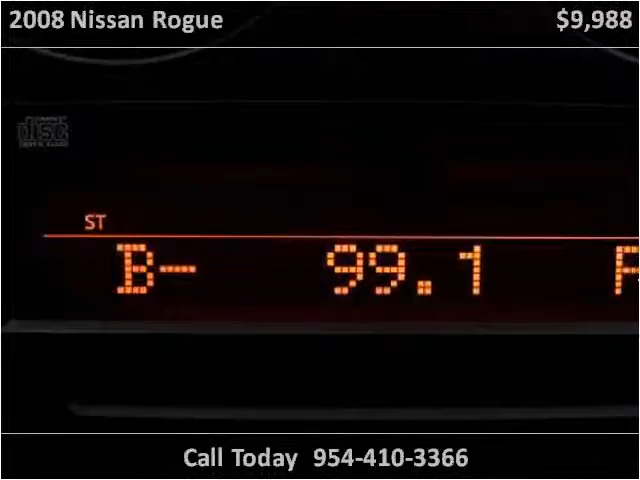 2008 Nissan Rogue $9,988
disc
ST
B- 99.1 F
Call Today 954-410-3366